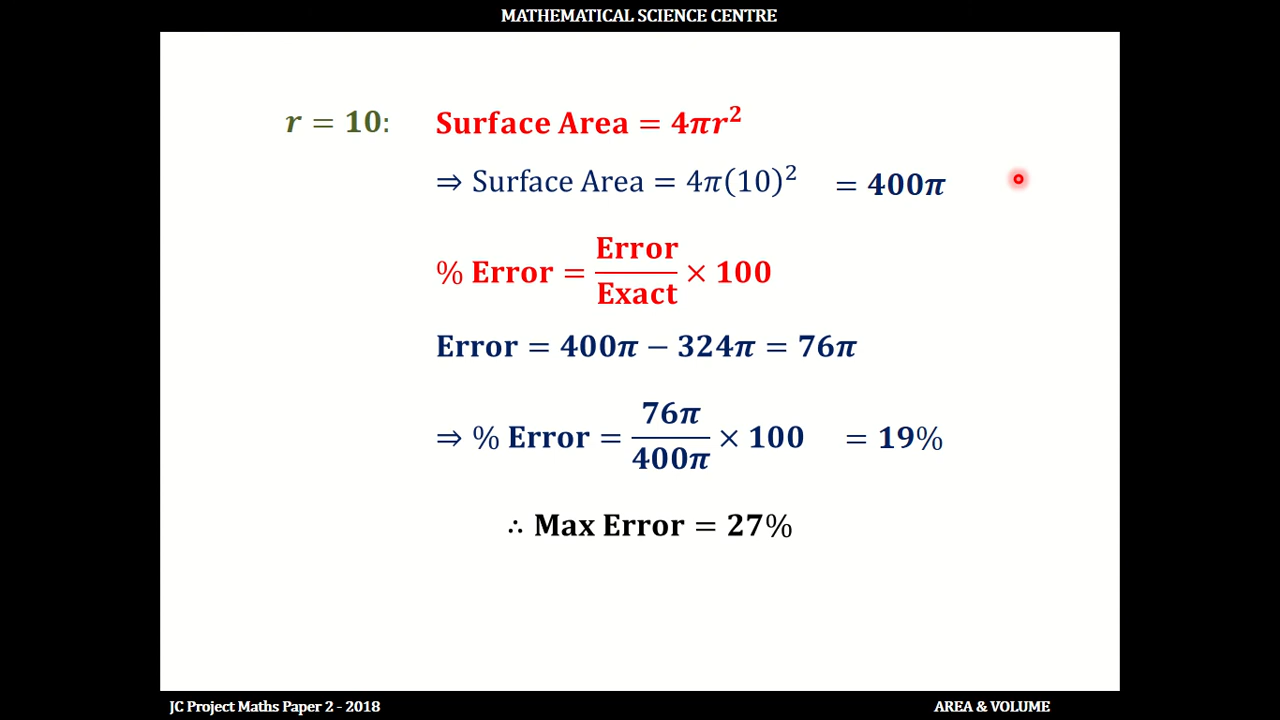 MATHEMATICAL SCIENCE CENTRE
r = 10: Surface Area = 4πr²
⇒ Surface Area = 4π(10)² = 400π
% Error = Error/Exact × 100
Error = 400π − 324π = 76π
⇒ % Error = 76π/400π × 100 = 19%
∴ Max Error = 27%
JC Project Maths Paper 2 - 2018 AREA & VOLUME